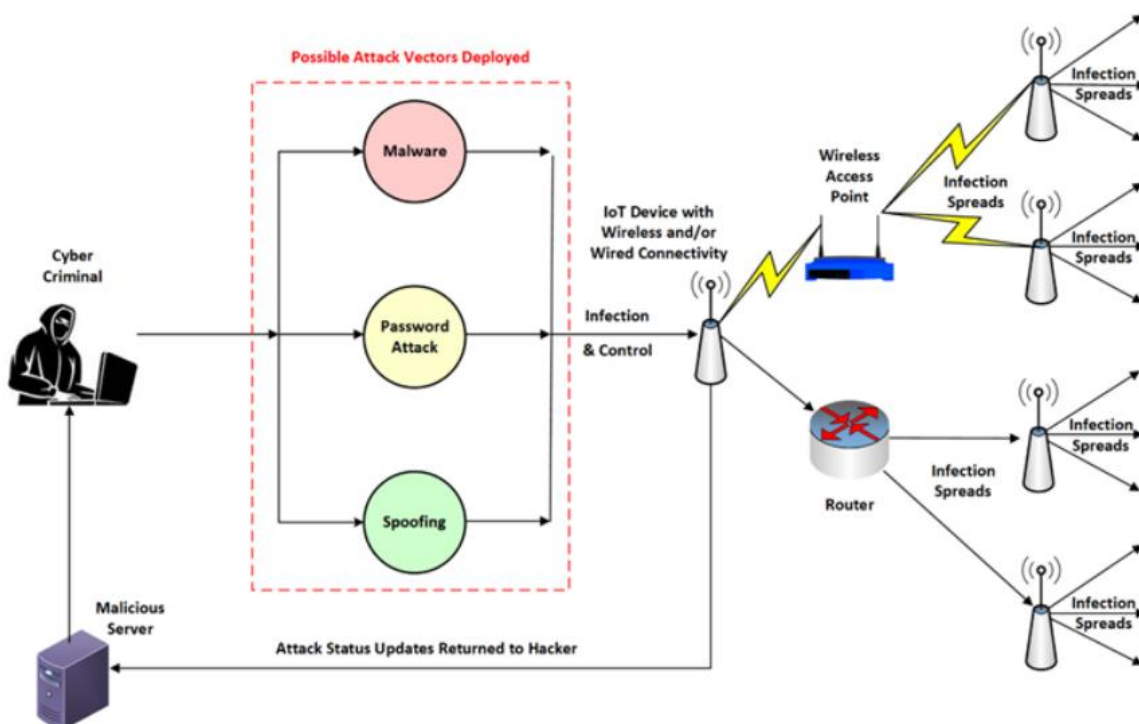 Possible Attack Vectors Deployed
Malware
Password
Attack
Spoofing
Cyber
Criminal
Malicious
Server
Attack Status Updates Returned to Hacker
Infection
& Control
IoT Device with
Wireless and/or
Wired Connectivity
Wireless
Access
Point
Infection
Spreads
Router
Infection
Spreads
Infection
Spreads
Infection
Spreads
Infection
Spreads
Infection
Spreads